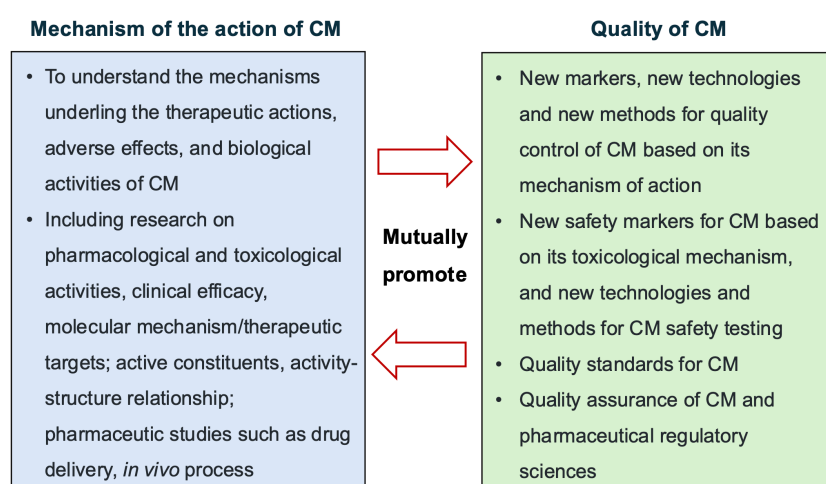 Mechanism of the action of CM
• To understand the mechanisms
underling the therapeutic actions,
adverse effects, and biological
activities of CM
• Including research on
pharmacological and toxicological
activities, clinical efficacy,
molecular mechanism/therapeutic
targets; active constituents, activity-
structure relationship;
pharmaceutic studies such as drug
delivery, in vivo process
Mutually
promote
Quality of CM
• New markers, new technologies
and new methods for quality
control of CM based on its
mechanism of action
• New safety markers for CM based
on its toxicological mechanism,
and new technologies and
methods for CM safety testing
• Quality standards for CM
• Quality assurance of CM and
pharmaceutical regulatory
sciences